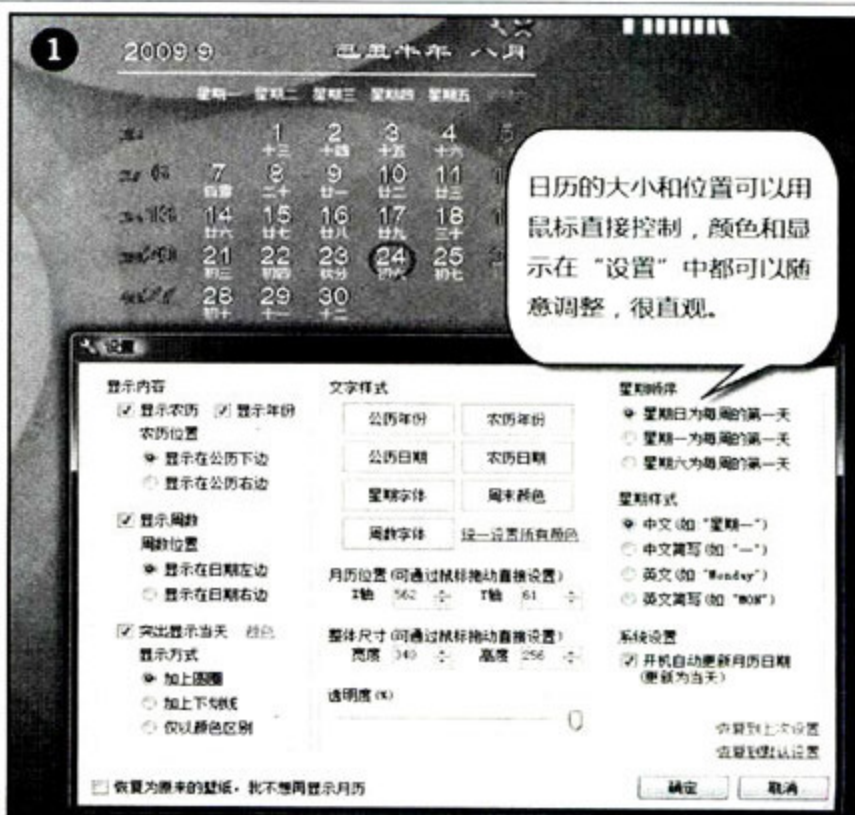 1
2009 9 己丑牛年 八月
星期一 星期二 星期三 星期四 星期五
1 2 3 4 5
十三 十四 十五 十六
7 8 9 10 11
白露 二十 廿一 廿二 廿三
14 15 16 17 18
廿六 廿七 廿八 廿九 三十
21 22 23 24 25
初三 初四 秋分 初六 初七
28 29 30
初十 十一 十二
日历的大小和位置可以用
鼠标直接控制，颜色和显
示在“设置”中都可以随
意调整，很直观。
设置
显示内容
显示农历 显示年份
农历位置
显示在公历下边
显示在公历右边
显示周数
周数位置
显示在日期左边
显示在日期右边
突出显示当天 颜色
显示方式
加上圆圈
加上下划线
仅以颜色区别
文字样式
公历年份 农历年份
公历日期 农历日期
星期字体 周末颜色
周数字体 统一设置所有颜色
月历位置(可通过鼠标拖动直接设置)
X轴 562 Y轴 61
整体尺寸(可通过鼠标拖动直接设置)
宽度 340 高度 256
透明度(%)
星期顺序
星期日为每周的第一天
星期一为每周的第一天
星期六为每周的第一天
星期样式
中文(如 "星期一")
中文简写(如 "一")
英文(如 "Monday")
英文简写(如 "MON")
系统设置
开机自动更新月历日期
(更新为当天)
恢复到上次设置
恢复到默认设置
恢复为原来的壁纸，我不想再显示月历
确定 取消